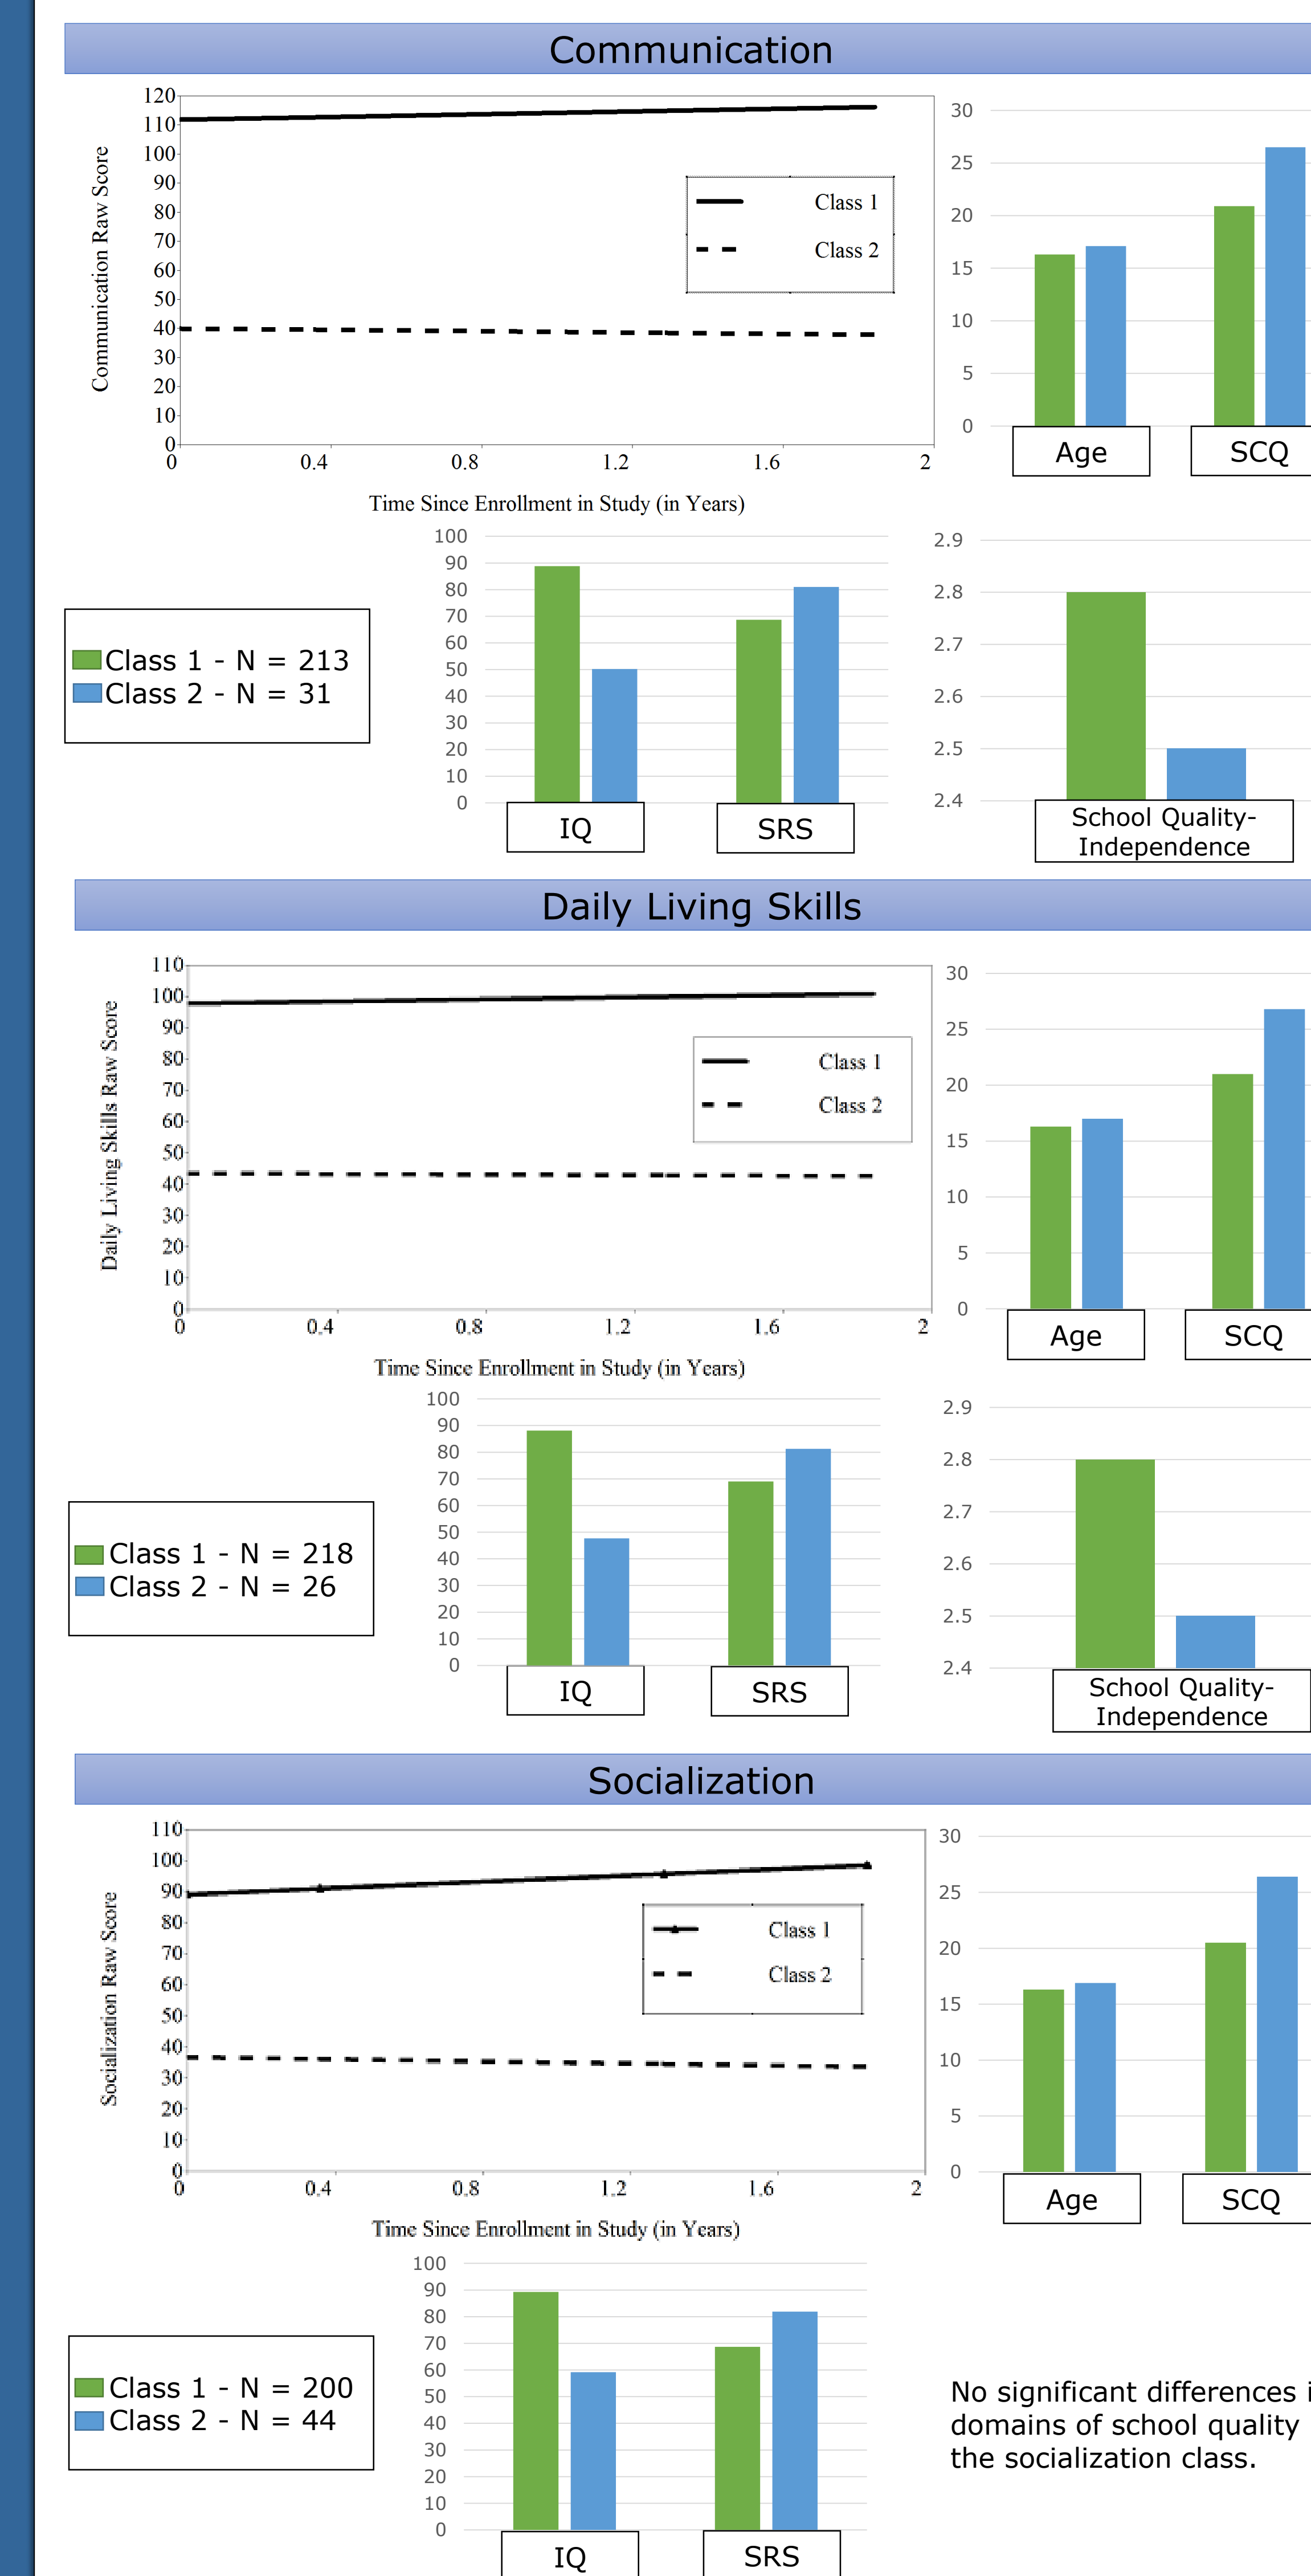 Communication
120
110
100
90
80
70
60
50
40
30
20
10
0
Communication Raw Score
Class 1
Class 2
0 0.4 0.8 1.2 1.6 2
Time Since Enrollment in Study (in Years)
30
25
20
15
10
5
0
Age SCQ
Class 1 - N = 213
Class 2 - N = 31
100
90
80
70
60
50
40
30
20
10
0
IQ SRS
2.9
2.8
2.7
2.6
2.5
2.4
School Quality-
Independence
Daily Living Skills
110
100
90
80
70
60
50
40
30
20
10
0
Daily Living Skills Raw Score
Class 1
Class 2
0 0.4 0.8 1.2 1.6 2
Time Since Enrollment in Study (in Years)
30
25
20
15
10
5
0
Age SCQ
Class 1 - N = 218
Class 2 - N = 26
100
90
80
70
60
50
40
30
20
10
0
IQ SRS
2.9
2.8
2.7
2.6
2.5
2.4
School Quality-
Independence
Socialization
110
100
90
80
70
60
50
40
30
20
10
0
Socialization Raw Score
Class 1
Class 2
0 0.4 0.8 1.2 1.6 2
Time Since Enrollment in Study (in Years)
30
25
20
15
10
5
0
Age SCQ
Class 1 - N = 200
Class 2 - N = 44
100
90
80
70
60
50
40
30
20
10
0
IQ SRS
No significant differences
domains of school quality
the socialization class.